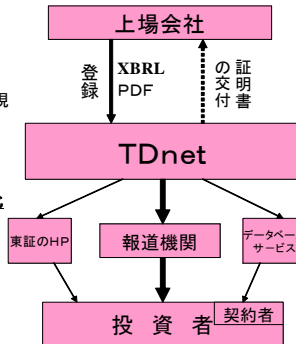 上場会社
登録
XBRL
PDF
証明書
の交付
視
TDnet
東証のHP
報道機関
データベー
サービス
投資者
契約者